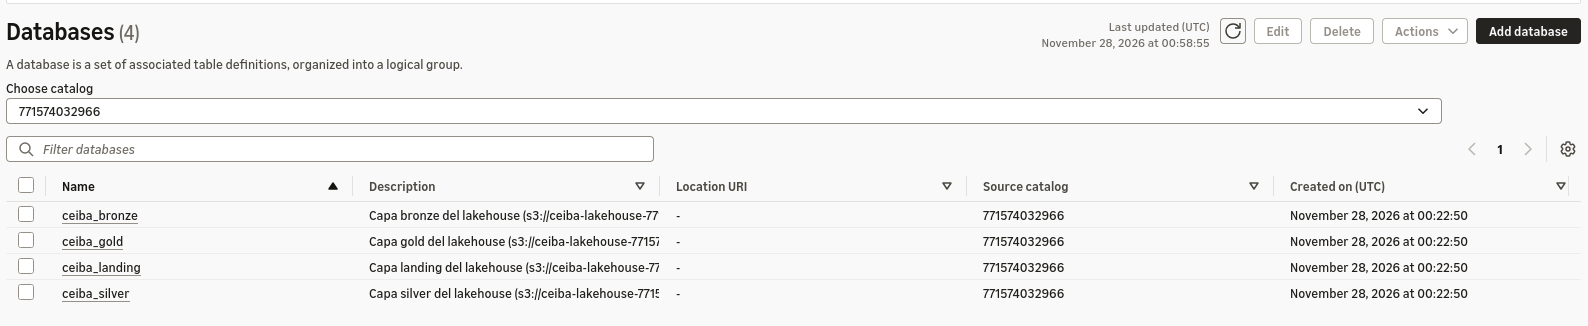 Databases (4)
Last updated (UTC)
November 28, 2026 at 00:58:55
Edit
Delete
Actions
Add database
A database is a set of associated table definitions, organized into a logical group.
Choose catalog
771574032966
Filter databases
1
Name Description Location URI Source catalog Created on (UTC)
ceiba_bronze Capa bronze del lakehouse (s3://ceiba-lakehouse-77 - 771574032966 November 28, 2026 at 00:22:50
ceiba_gold Capa gold del lakehouse (s3://ceiba-lakehouse-77157 - 771574032966 November 28, 2026 at 00:22:50
ceiba_landing Capa landing del lakehouse (s3://ceiba-lakehouse-77 - 771574032966 November 28, 2026 at 00:22:50
ceiba_silver Capa silver del lakehouse (s3://ceiba-lakehouse-7715 - 771574032966 November 28, 2026 at 00:22:50